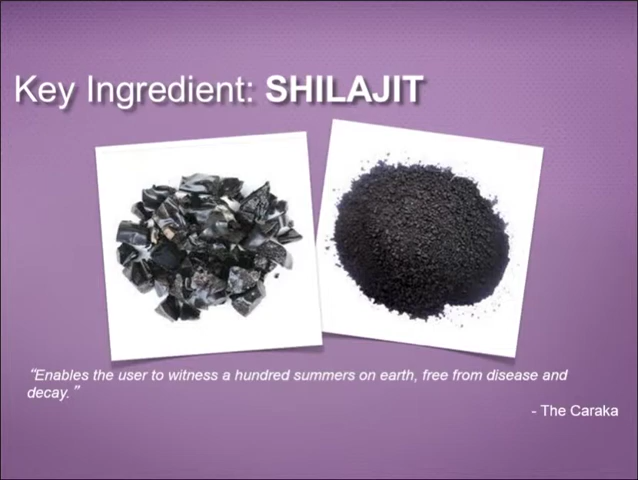 Key Ingredient: SHILAJIT
“Enables the user to witness a hundred summers on earth, free from disease and
decay.”
- The Caraka